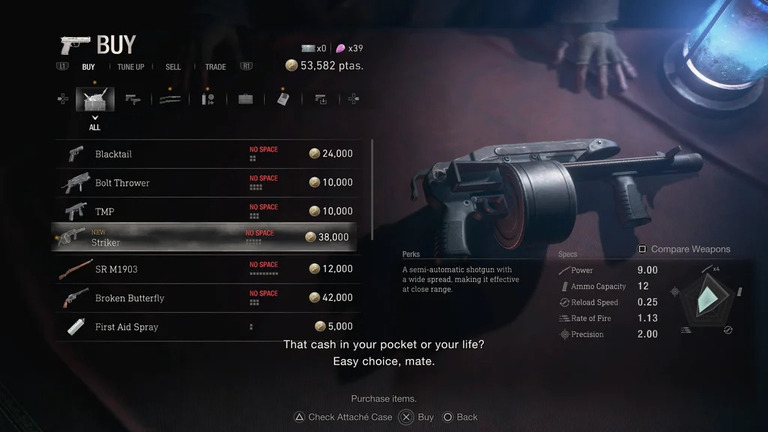 BUY
x0 x39
L1 BUY TUNE UP SELL TRADE R1
53,582 ptas.
ALL
Blacktail NO SPACE 24,000
Bolt Thrower NO SPACE 10,000
TMP NO SPACE 10,000
NEW
Striker NO SPACE 38,000
SR M1903 NO SPACE 12,000
Broken Butterfly NO SPACE 42,000
First Aid Spray 5,000
Compare Weapons
Perks
A semi-automatic shotgun with
a wide spread, making it effective
at close range.
Specs
Power 9.00
Ammo Capacity 12
Reload Speed 0.25
Rate of Fire 1.13
Precision 2.00
x4
That cash in your pocket or your life?
Easy choice, mate.
Purchase items.
Check Attaché Case Buy Back